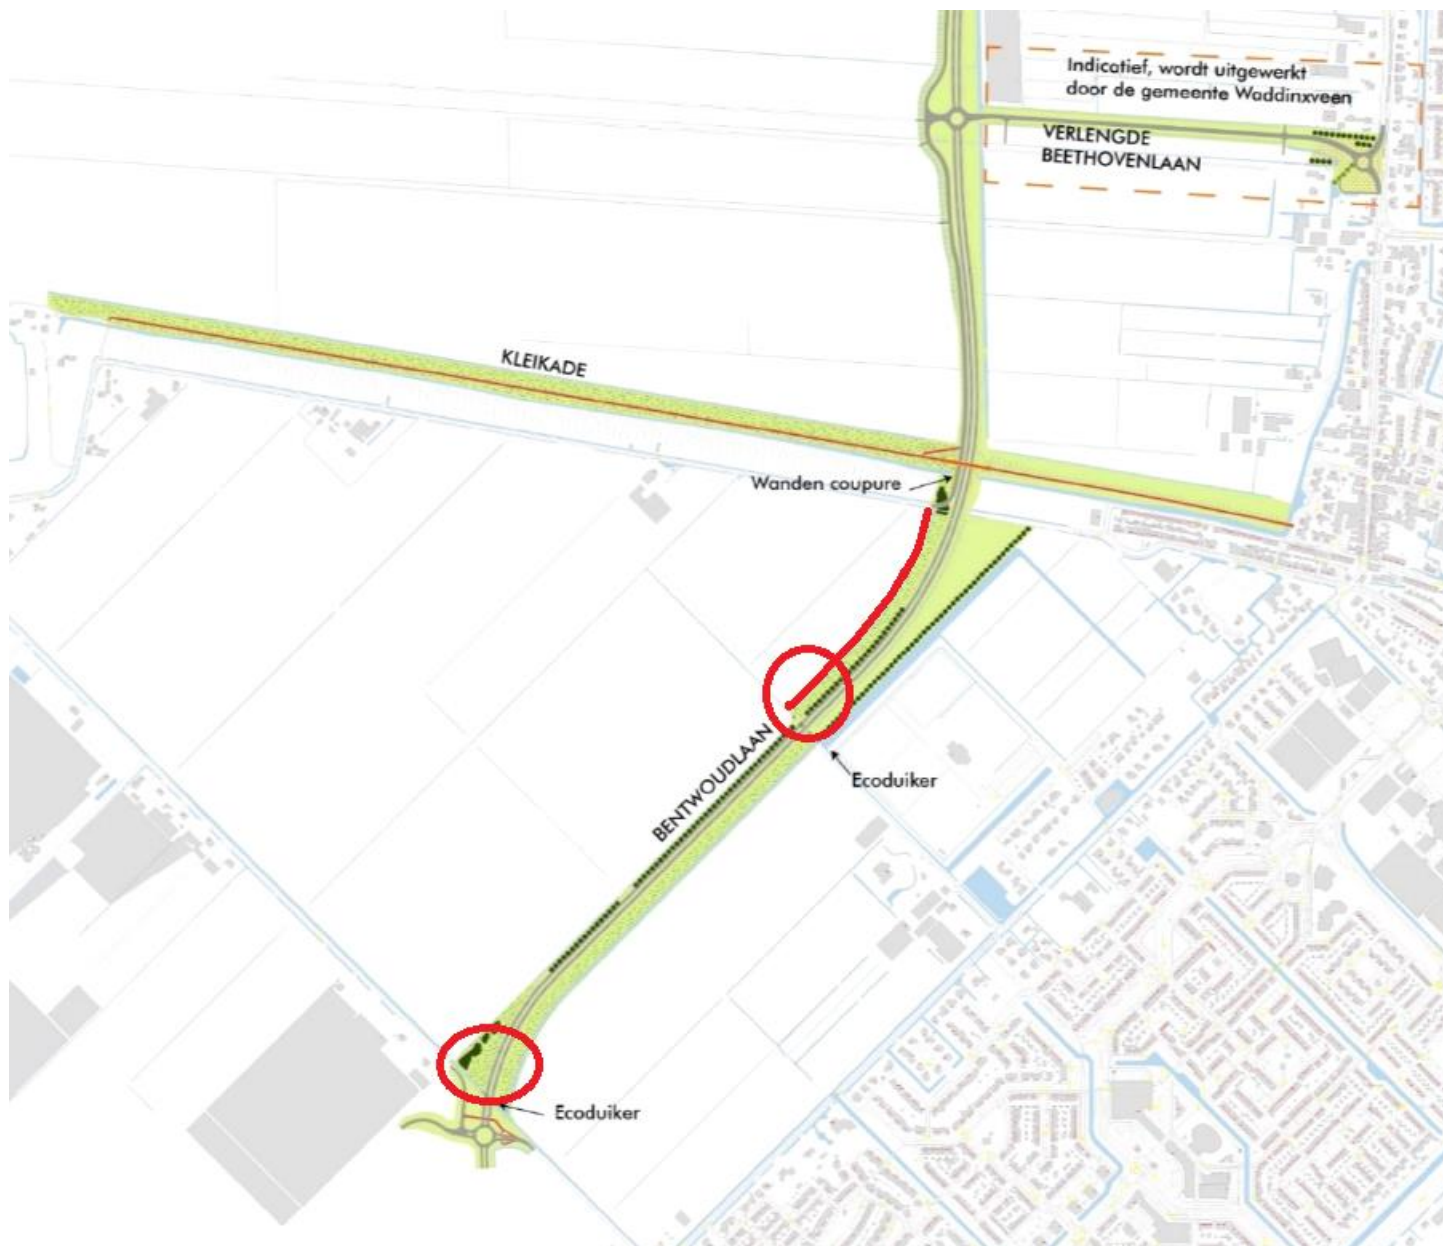 Indicatief, wordt uitgewerkt
door de gemeente Waddinxveen
VERLENGDE
BEETHOVENLAAN
KLEIKADE
Wanden coupure
BENTWOUDLAAN
Ecoduiker
Ecoduiker